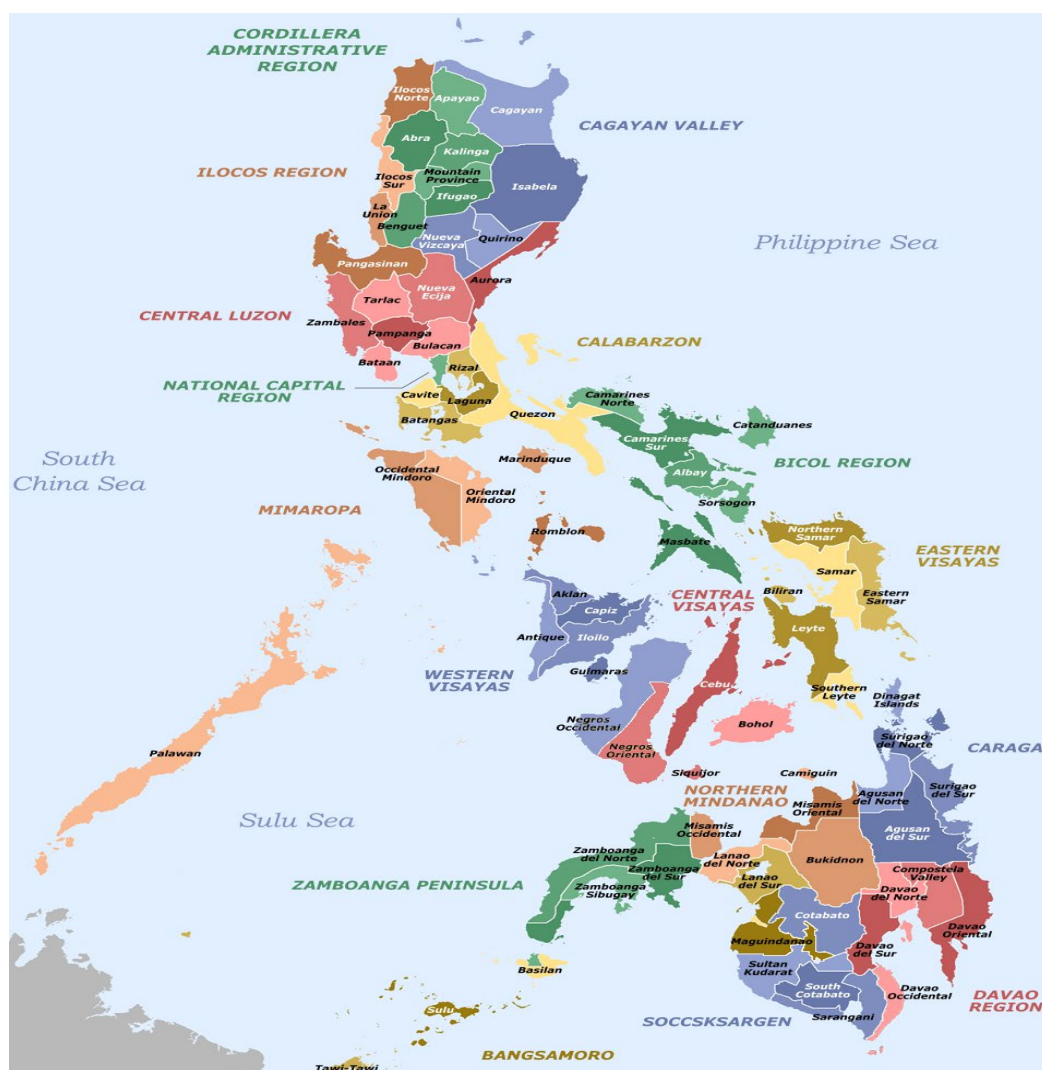 CORDILLERA
ADMINISTRATIVE
REGION
Ilocos
Norte
Apayao
Cagayan
CAGAYAN VALLEY
Abra
Kalinga
ILOCOS REGION
Ilocos
Sur
Mountain
Province
Isabela
Ifugao
La
Union
Benguet
Nueva
Vizcaya
Quirino
Philippine Sea
Pangasinan
Aurora
Nueva
Ecija
Tarlac
CENTRAL LUZON
Zambales
Pampanga
Bulacan
Bataan
CALABARZON
NATIONAL CAPITAL
REGION
Rizal
Cavite
Laguna
Batangas
Quezon
Camarines
Norte
Catanduanes
Camarines
Sur
BICOL REGION
Albay
Sorsogon
South
China Sea
Marinduque
Occidental
Mindoro
Oriental
Mindoro
MIMAROPA
Romblon
Masbate
Northern
Samar
EASTERN
VISAYAS
Samar
Eastern
Samar
Biliran
CENTRAL
VISAYAS
Aklan
Capiz
Antique
Iloilo
Leyte
WESTERN
VISAYAS
Guimaras
Cebu
Southern
Leyte
Dinagat
Islands
Negros
Occidental
Bohol
Negros
Oriental
Surigao
del Norte
CARAGA
Palawan
Siquijor
Camiguin
NORTHERN
MINDANAO
Agusan
del Norte
Surigao
del Sur
Misamis
Oriental
Sulu Sea
Misamis
Occidental
Agusan
del Sur
Zamboanga
del Norte
Lanao
del Norte
Bukidnon
ZAMBOANGA PENINSULA
Zamboanga
del Sur
Zamboanga
Sibugay
Lanao
del Sur
Compostela
Valley
Davao
del Norte
Cotabato
Maguindanao
Davao
Oriental
Davao
del Sur
Basilan
Sultan
Kudarat
South
Cotabato
Davao
Occidental
DAVAO
REGION
Sulu
SOCCSKSARGEN
Sarangani
BANGSAMORO
Tawi-Tawi